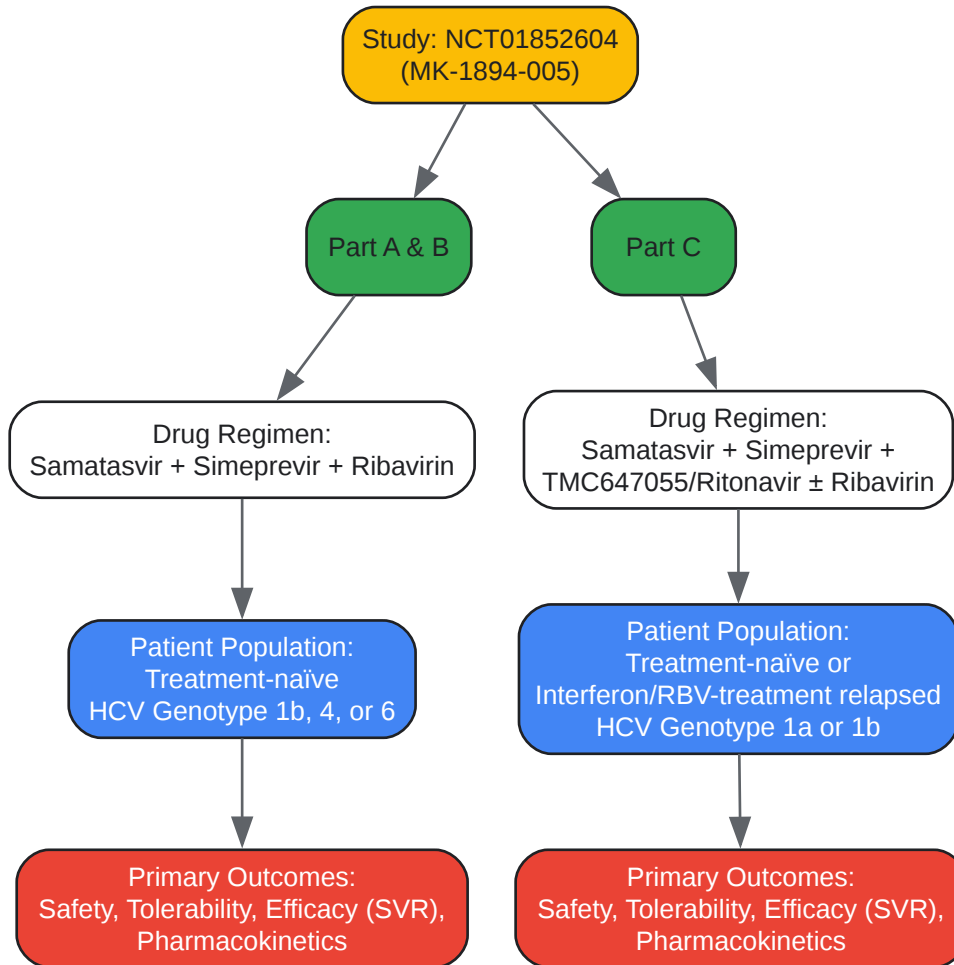 Study: NCT01852604
(MK-1894-005)
Part A & B
Part C
Drug Regimen:
Samatasvir + Simeprevir + Ribavirin
Drug Regimen:
Samatasvir + Simeprevir +
TMC647055/Ritonavir ± Ribavirin
Patient Population:
Treatment-naïve
HCV Genotype 1b, 4, or 6
Patient Population:
Treatment-naïve or
Interferon/RBV-treatment relapsed
HCV Genotype 1a or 1b
Primary Outcomes:
Safety, Tolerability, Efficacy (SVR),
Pharmacokinetics
Primary Outcomes:
Safety, Tolerability, Efficacy (SVR),
Pharmacokinetics